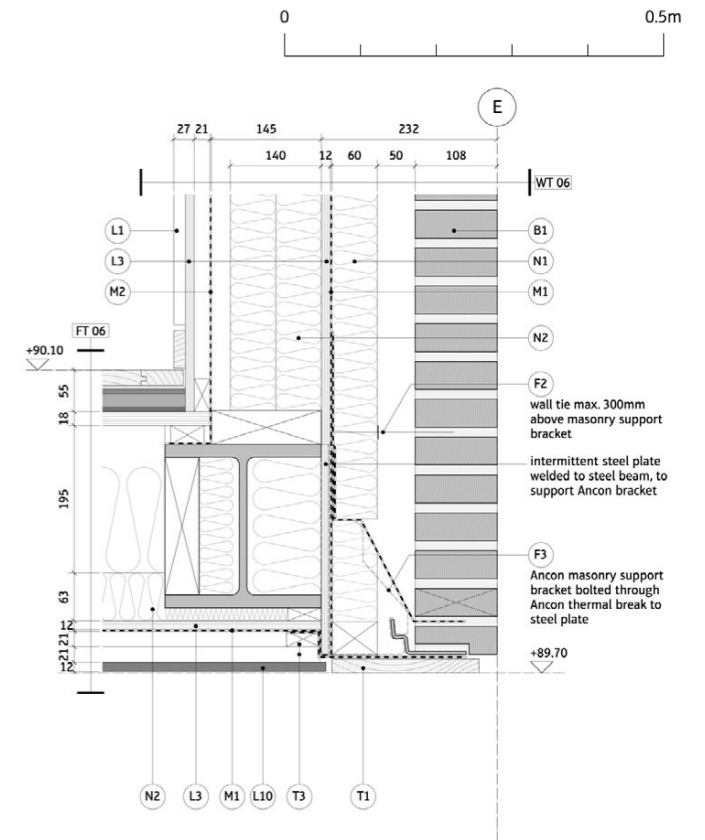 0 0.5m
E
27 21 145 232
140 12 60 50 108
WT 06
L1 B1
L3 N1
M2 M1
FT 06
N2
+90.10
F2
55
wall tie max. 300mm
18
above masonry support
bracket
intermittent steel plate
welded to steel beam, to
195
support Ancon bracket
F3
Ancon masonry support
63
bracket bolted through
Ancon thermal break to
12
steel plate
21
21
+89.70
12
N2 L3 M1 L10 T3 T1